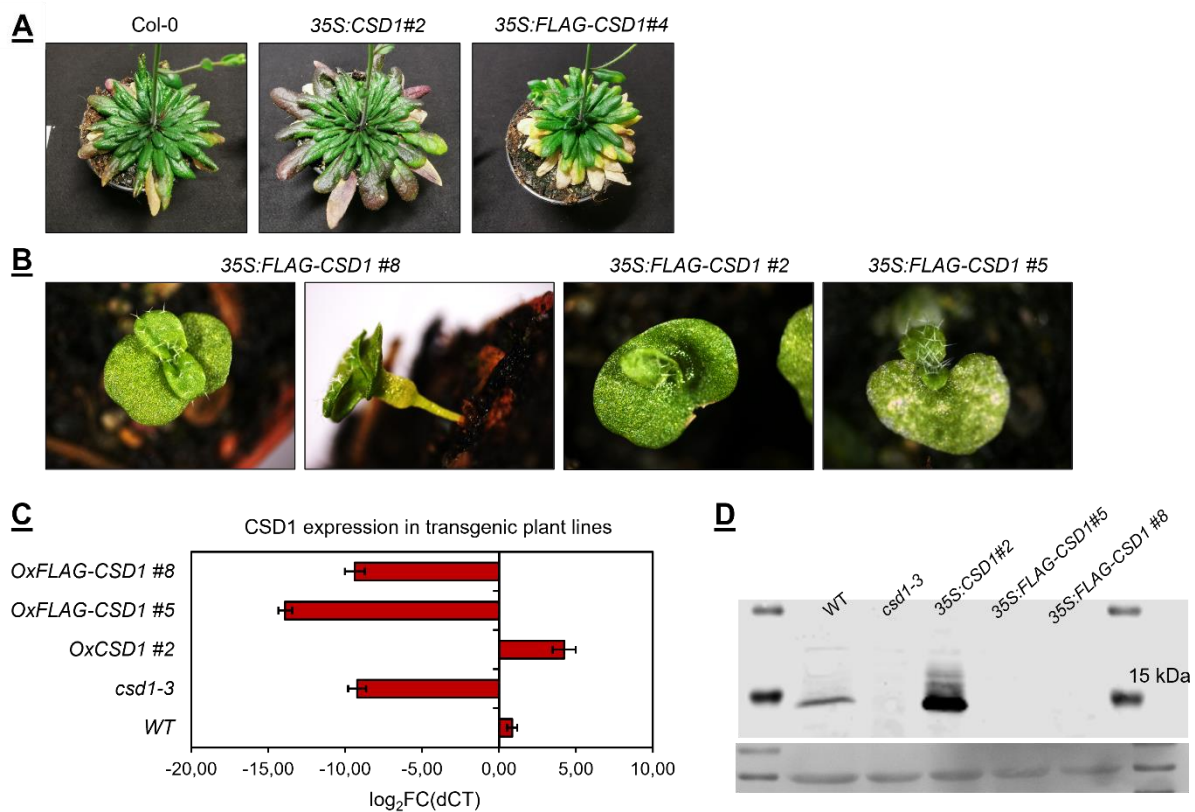 A
Col-0 35S:CSD1#2 35S:FLAG-CSD1#4
B
35S:FLAG-CSD1 #8 35S:FLAG-CSD1 #2 35S:FLAG-CSD1 #5
C
CSD1 expression in transgenic plant lines
OxFLAG-CSD1 #8
OxFLAG-CSD1 #5
OxCSD1 #2
csd1-3
WT
-20,00 -15,00 -10,00 -5,00 0,00 5,00 10,00
log₂FC(dCT)
D
WT csd1-3 35S:CSD1#2 35S:FLAG-CSD1#5 35S:FLAG-CSD1 #8
15 kDa